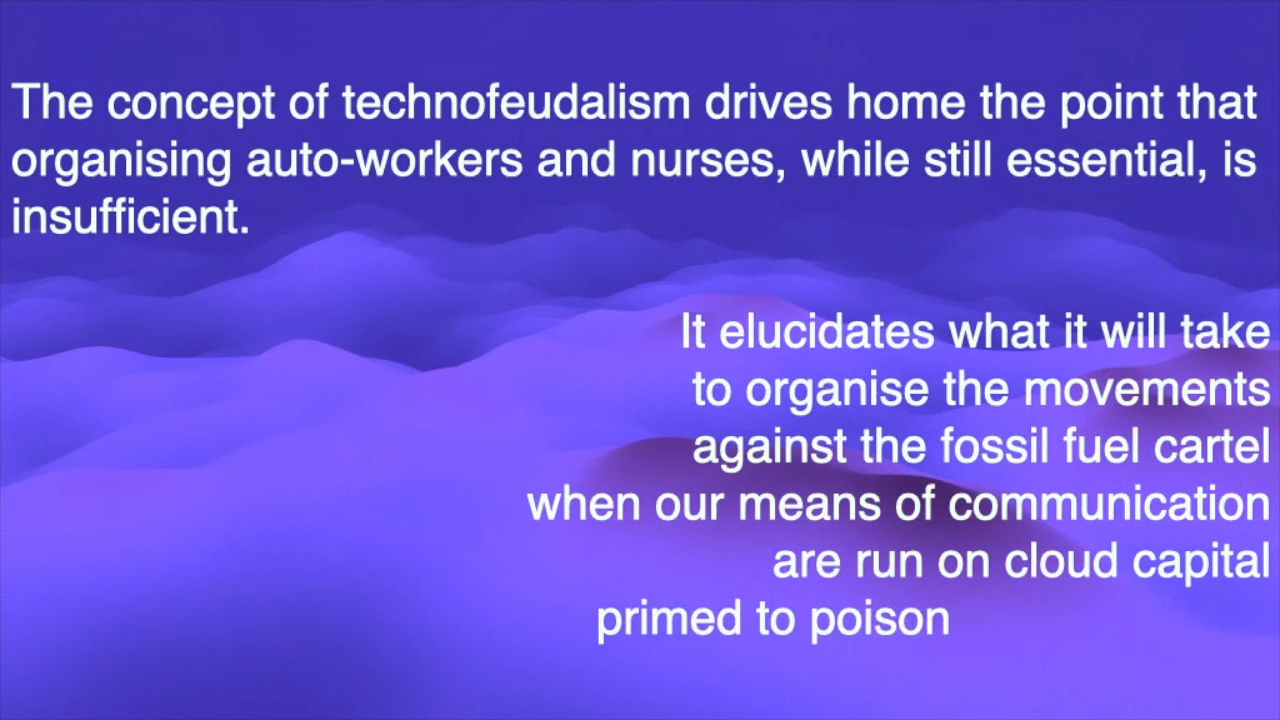 The concept of technofeudalism drives home the point that
organising auto-workers and nurses, while still essential, is
insufficient.
It elucidates what it will take
to organise the movements
against the fossil fuel cartel
when our means of communication
are run on cloud capital
primed to poison